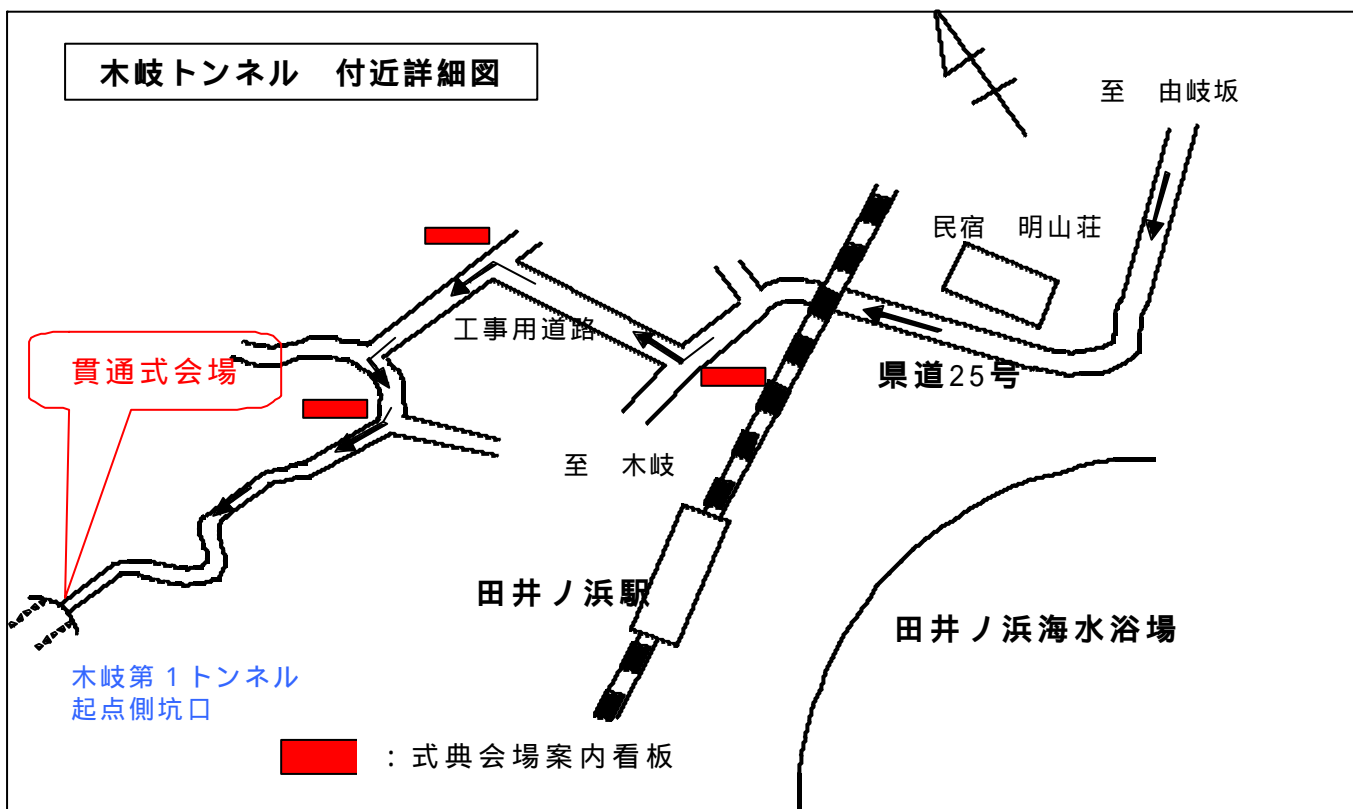 木岐トンネル　付近詳細図
至　由岐坂
民宿　明山荘
工事用道路
貫通式会場
県道25号
至　木岐
田井ノ浜駅
田井ノ浜海水浴場
木岐第１トンネル
起点側坑口
：式典会場案内看板